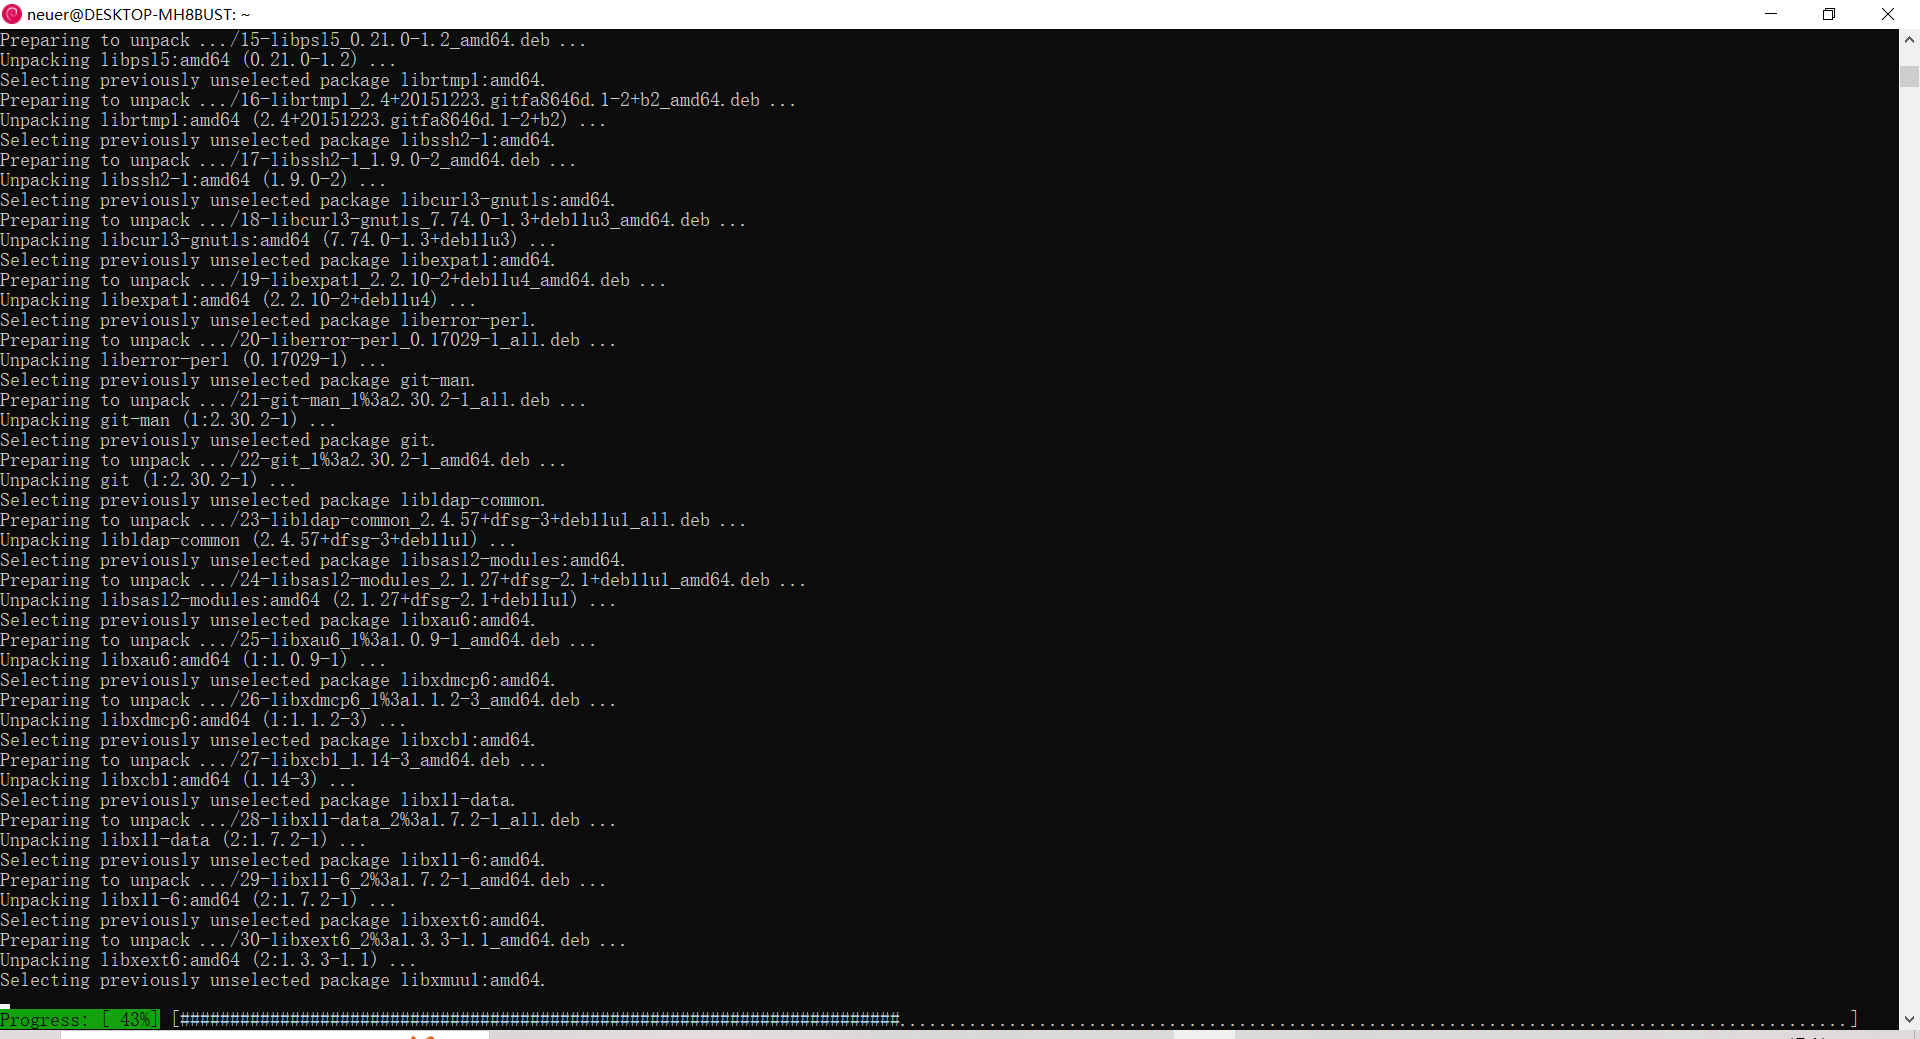 neuer@DESKTOP-MH8BUST: ~
Preparing to unpack .../15-libpsl5_0.21.0-1.2_amd64.deb ...
Unpacking libpsl5:amd64 (0.21.0-1.2) ...
Selecting previously unselected package librtmp1:amd64.
Preparing to unpack .../16-librtmp1_2.4+20151223.gitfa8646d.1-2+b2_amd64.deb ...
Unpacking librtmp1:amd64 (2.4+20151223.gitfa8646d.1-2+b2) ...
Selecting previously unselected package libssh2-1:amd64.
Preparing to unpack .../17-libssh2-1_1.9.0-2_amd64.deb ...
Unpacking libssh2-1:amd64 (1.9.0-2) ...
Selecting previously unselected package libcurl3-gnutls:amd64.
Preparing to unpack .../18-libcurl3-gnutls_7.74.0-1.3+deb11u3_amd64.deb ...
Unpacking libcurl3-gnutls:amd64 (7.74.0-1.3+deb11u3) ...
Selecting previously unselected package libexpat1:amd64.
Preparing to unpack .../19-libexpat1_2.2.10-2+deb11u4_amd64.deb ...
Unpacking libexpat1:amd64 (2.2.10-2+deb11u4) ...
Selecting previously unselected package liberror-perl.
Preparing to unpack .../20-liberror-perl_0.17029-1_all.deb ...
Unpacking liberror-perl (0.17029-1) ...
Selecting previously unselected package git-man.
Preparing to unpack .../21-git-man_1%3a2.30.2-1_all.deb ...
Unpacking git-man (1:2.30.2-1) ...
Selecting previously unselected package git.
Preparing to unpack .../22-git_1%3a2.30.2-1_amd64.deb ...
Unpacking git (1:2.30.2-1) ...
Selecting previously unselected package libldap-common.
Preparing to unpack .../23-libldap-common_2.4.57+dfsg-3+deb11u1_all.deb ...
Unpacking libldap-common (2.4.57+dfsg-3+deb11u1) ...
Selecting previously unselected package libsasl2-modules:amd64.
Preparing to unpack .../24-libsasl2-modules_2.1.27+dfsg-2.1+deb11u1_amd64.deb ...
Unpacking libsasl2-modules:amd64 (2.1.27+dfsg-2.1+deb11u1) ...
Selecting previously unselected package libxau6:amd64.
Preparing to unpack .../25-libxau6_1%3a1.0.9-1_amd64.deb ...
Unpacking libxau6:amd64 (1:1.0.9-1) ...
Selecting previously unselected package libxdmcp6:amd64.
Preparing to unpack .../26-libxdmcp6_1%3a1.1.2-3_amd64.deb ...
Unpacking libxdmcp6:amd64 (1:1.1.2-3) ...
Selecting previously unselected package libxcb1:amd64.
Preparing to unpack .../27-libxcb1_1.14-3_amd64.deb ...
Unpacking libxcb1:amd64 (1.14-3) ...
Selecting previously unselected package libx11-data.
Preparing to unpack .../28-libx11-data_2%3a1.7.2-1_all.deb ...
Unpacking libx11-data (2:1.7.2-1) ...
Selecting previously unselected package libx11-6:amd64.
Preparing to unpack .../29-libx11-6_2%3a1.7.2-1_amd64.deb ...
Unpacking libx11-6:amd64 (2:1.7.2-1) ...
Selecting previously unselected package libxext6:amd64.
Preparing to unpack .../30-libxext6_2%3a1.3.3-1.1_amd64.deb ...
Unpacking libxext6:amd64 (2:1.3.3-1.1) ...
Selecting previously unselected package libxmuu1:amd64.
Progress: [ 43%] [########################################################################...............................................................................................]